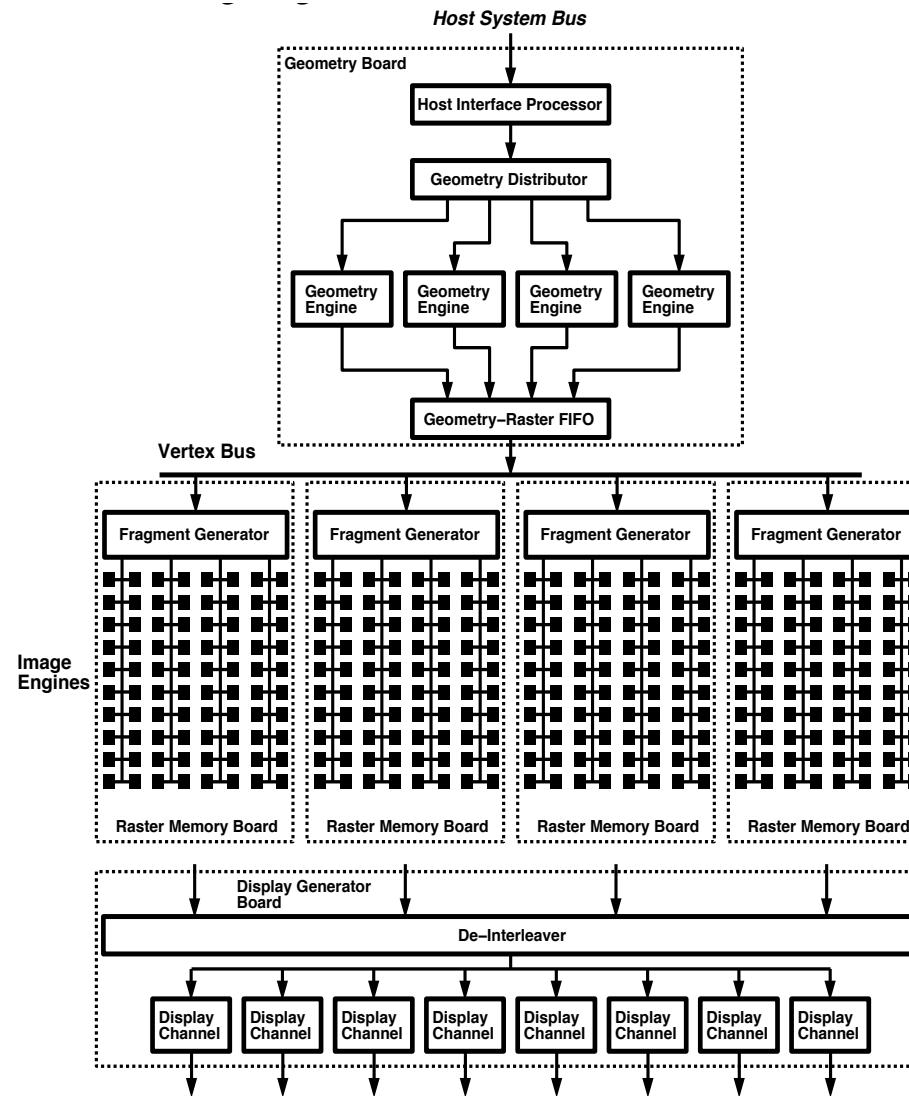 Host System Bus
Geometry Board
Host Interface Processor
Geometry Distributor
Geometry
Engine
Geometry
Engine
Geometry
Engine
Geometry
Engine
Geometry–Raster FIFO
Vertex Bus
Fragment Generator
Fragment Generator
Fragment Generator
Fragment Generator
Image
Engines
Raster Memory Board
Raster Memory Board
Raster Memory Board
Raster Memory Board
Display Generator
Board
De–Interleaver
Display
Channel
Display
Channel
Display
Channel
Display
Channel
Display
Channel
Display
Channel
Display
Channel
Display
Channel